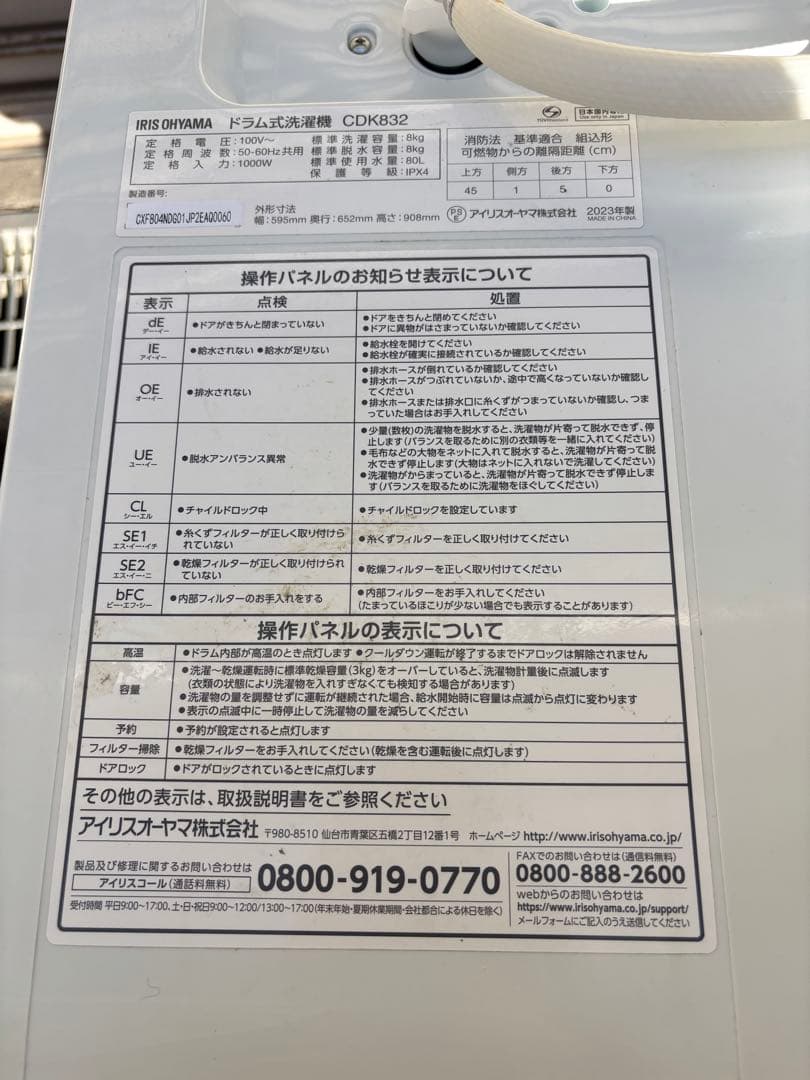 IRIS OHYAMA ドラム式洗濯機 CDK832
日本国内専用
Use only in Japan
定格電圧:100V～ 標準洗濯容量:8kg
定格周波数:50-60Hz共用 標準脱水容量:8kg
定格入力:1000W 標準使用水量:80L
保護等級:IPX4
消防法 基準適合 組込形
可燃物からの離隔距離(cm)
上方 側方 後方 下方
45 1 5 0
製造番号:
CXF804NDG01JP2EAQ0060
外形寸法
幅:595mm 奥行:652mm 高さ:908mm
PSE アイリスオーヤマ株式会社 2023年製
MADE IN CHINA
操作パネルのお知らせ表示について
表示 点検 処置
dE
デー・イー
●ドアがきちんと閉まっていない
●ドアをきちんと閉めてください
●ドアに異物がはさまっていないか確認してください
IE
アイ・イー
●給水されない ●給水が足りない
●給水栓を開けてください
●給水栓が確実に接続されているか確認してください
OE
オー・イー
●排水されない
●排水ホースが倒れているか確認してください
●排水ホースがつぶれていないか、途中で高くなっていないか確認し
てください
●排水ホースまたは排水口に糸くずがつまっていないか確認し、つま
っていた場合はお手入れしてください
UE
ユー・イー
●脱水アンバランス異常
●少量(数枚)の洗濯物を脱水すると、洗濯物が片寄って脱水できず、停
止します(バランスを取るために別の衣類等を一緒に入れてください)
●毛布などの大物をネットに入れて脱水すると、洗濯物が片寄って脱
水できず停止します(大物はネットに入れないで洗濯してください)
●洗濯物がからまっていると、洗濯物が片寄って脱水できず停止しま
す(バランスを取るために洗濯物をほぐしてください)
CL
シー・エル
●チャイルドロック中
●チャイルドロックを設定しています
SE1
エス・イー・イチ
●糸くずフィルターが正しく取り付けら
れていない
●糸くずフィルターを正しく取り付けてください
SE2
エス・イー・ニ
●乾燥フィルターが正しく取り付けられ
ていない
●乾燥フィルターを正しく取り付けてください
bFC
ビー・エフ・シー
●内部フィルターのお手入れをする
●内部フィルターをお手入れしてください
(たまっているほこりが少ない場合でも表示することがあります)
操作パネルの表示について
高温 ●ドラム内部が高温のとき点灯します ●クールダウン運転が終了するまでドアロックは解除されません
容量
●洗濯～乾燥運転時に標準乾燥容量(3kg)をオーバーしていると、洗濯物計量後に点滅します
(衣類の状態により洗濯物を入れすぎなくても検知する場合があります)
●洗濯物の量を調整せずに運転が継続された場合、給水開始時に容量は点滅から点灯に変わります
●表示の点滅中に一時停止して洗濯物の量を減らしてください
予約 ●予約が設定されると点灯します
フィルター掃除 ●乾燥フィルターをお手入れしてください(乾燥を含む運転後に点灯します)
ドアロック ●ドアがロックされているときに点灯します
その他の表示は、取扱説明書をご参照ください
アイリスオーヤマ株式会社 〒980-8510 仙台市青葉区五橋2丁目12番1号 ホームページ http://www.irisohyama.co.jp/
製品及び修理に関するお問い合わせは
アイリスコール(通話料無料)
0800-919-0770
受付時間 平日9:00～17:00、土・日・祝日9:00～12:00/13:00～17:00(年末年始・夏期休業期間・会社都合による休日を除く)
FAXでのお問い合わせは(通信料無料)
0800-888-2600
webからのお問い合わせは
https://www.irisohyama.co.jp/support/
メールフォームにご記入のうえ送信してください